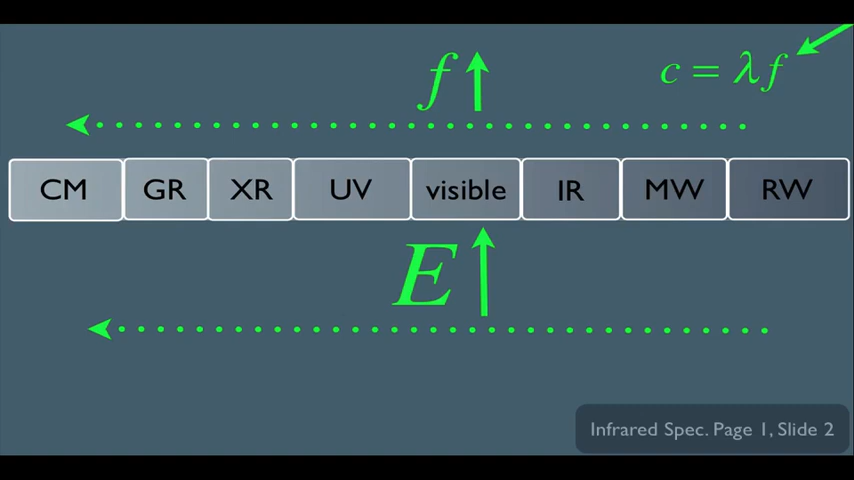 f
c = λf
CM GR XR UV visible IR MW RW
E
Infrared Spec. Page 1, Slide 2